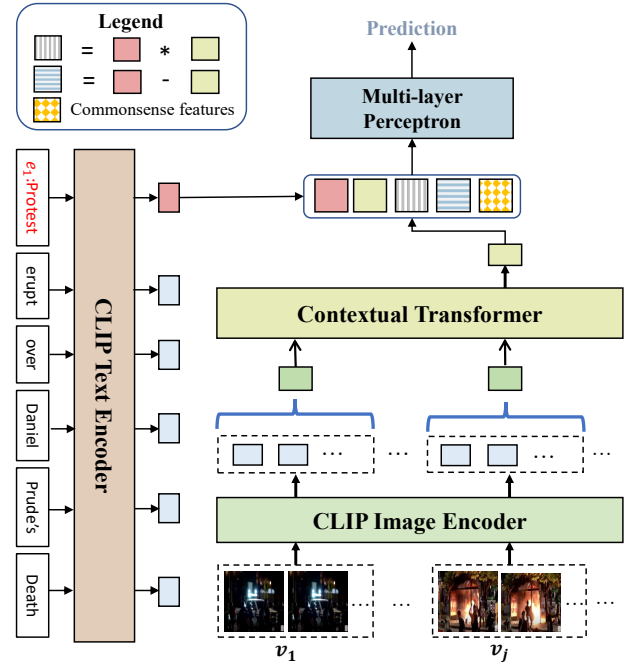 Legend
= *
= -
Commonsense features
Prediction
Multi-layer
Perceptron
e₁:Protest
erupt
over
Daniel
Prude's
Death
CLIP Text Encoder
Contextual Transformer
... ... ... ...
CLIP Image Encoder
... ... ... ...
v₁ vⱼ